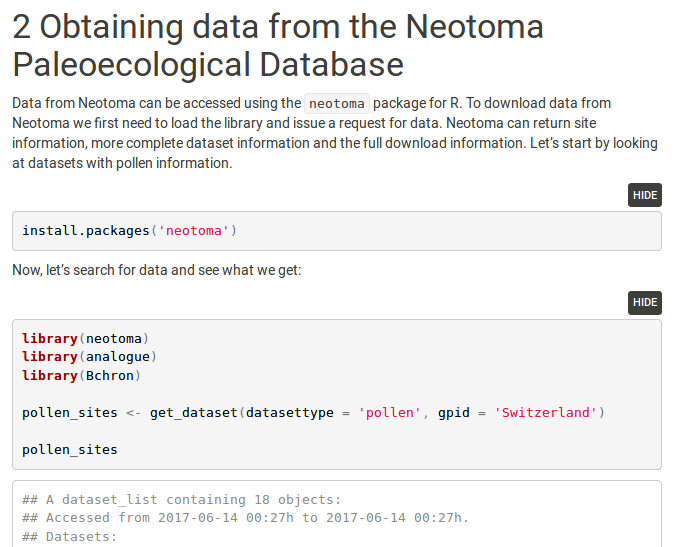 2 Obtaining data from the Neotoma
Paleoecological Database
Data from Neotoma can be accessed using the neotoma package for R. To download data from
Neotoma we first need to load the library and issue a request for data. Neotoma can return site
information, more complete dataset information and the full download information. Let’s start by looking
at datasets with pollen information.
HIDE
install.packages('neotoma')
Now, let’s search for data and see what we get:
HIDE
library(neotoma)
library(analogue)
library(Bchron)
pollen_sites <- get_dataset(datasettype = 'pollen', gpid = 'Switzerland')
pollen_sites
## A dataset_list containing 18 objects:
## Accessed from 2017-06-14 00:27h to 2017-06-14 00:27h.
## Datasets: